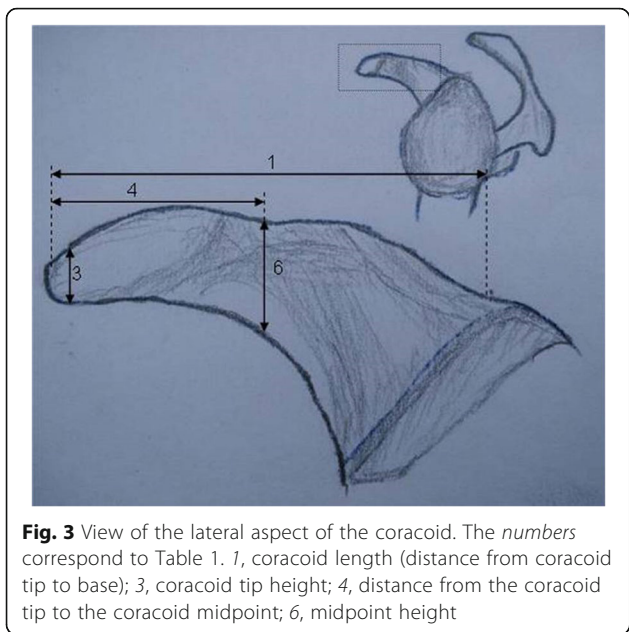 1
4
3
6
Fig. 3 View of the lateral aspect of the coracoid. The numbers
correspond to Table 1. 1, coracoid length (distance from coracoid
tip to base); 3, coracoid tip height; 4, distance from the coracoid
tip to the coracoid midpoint; 6, midpoint height